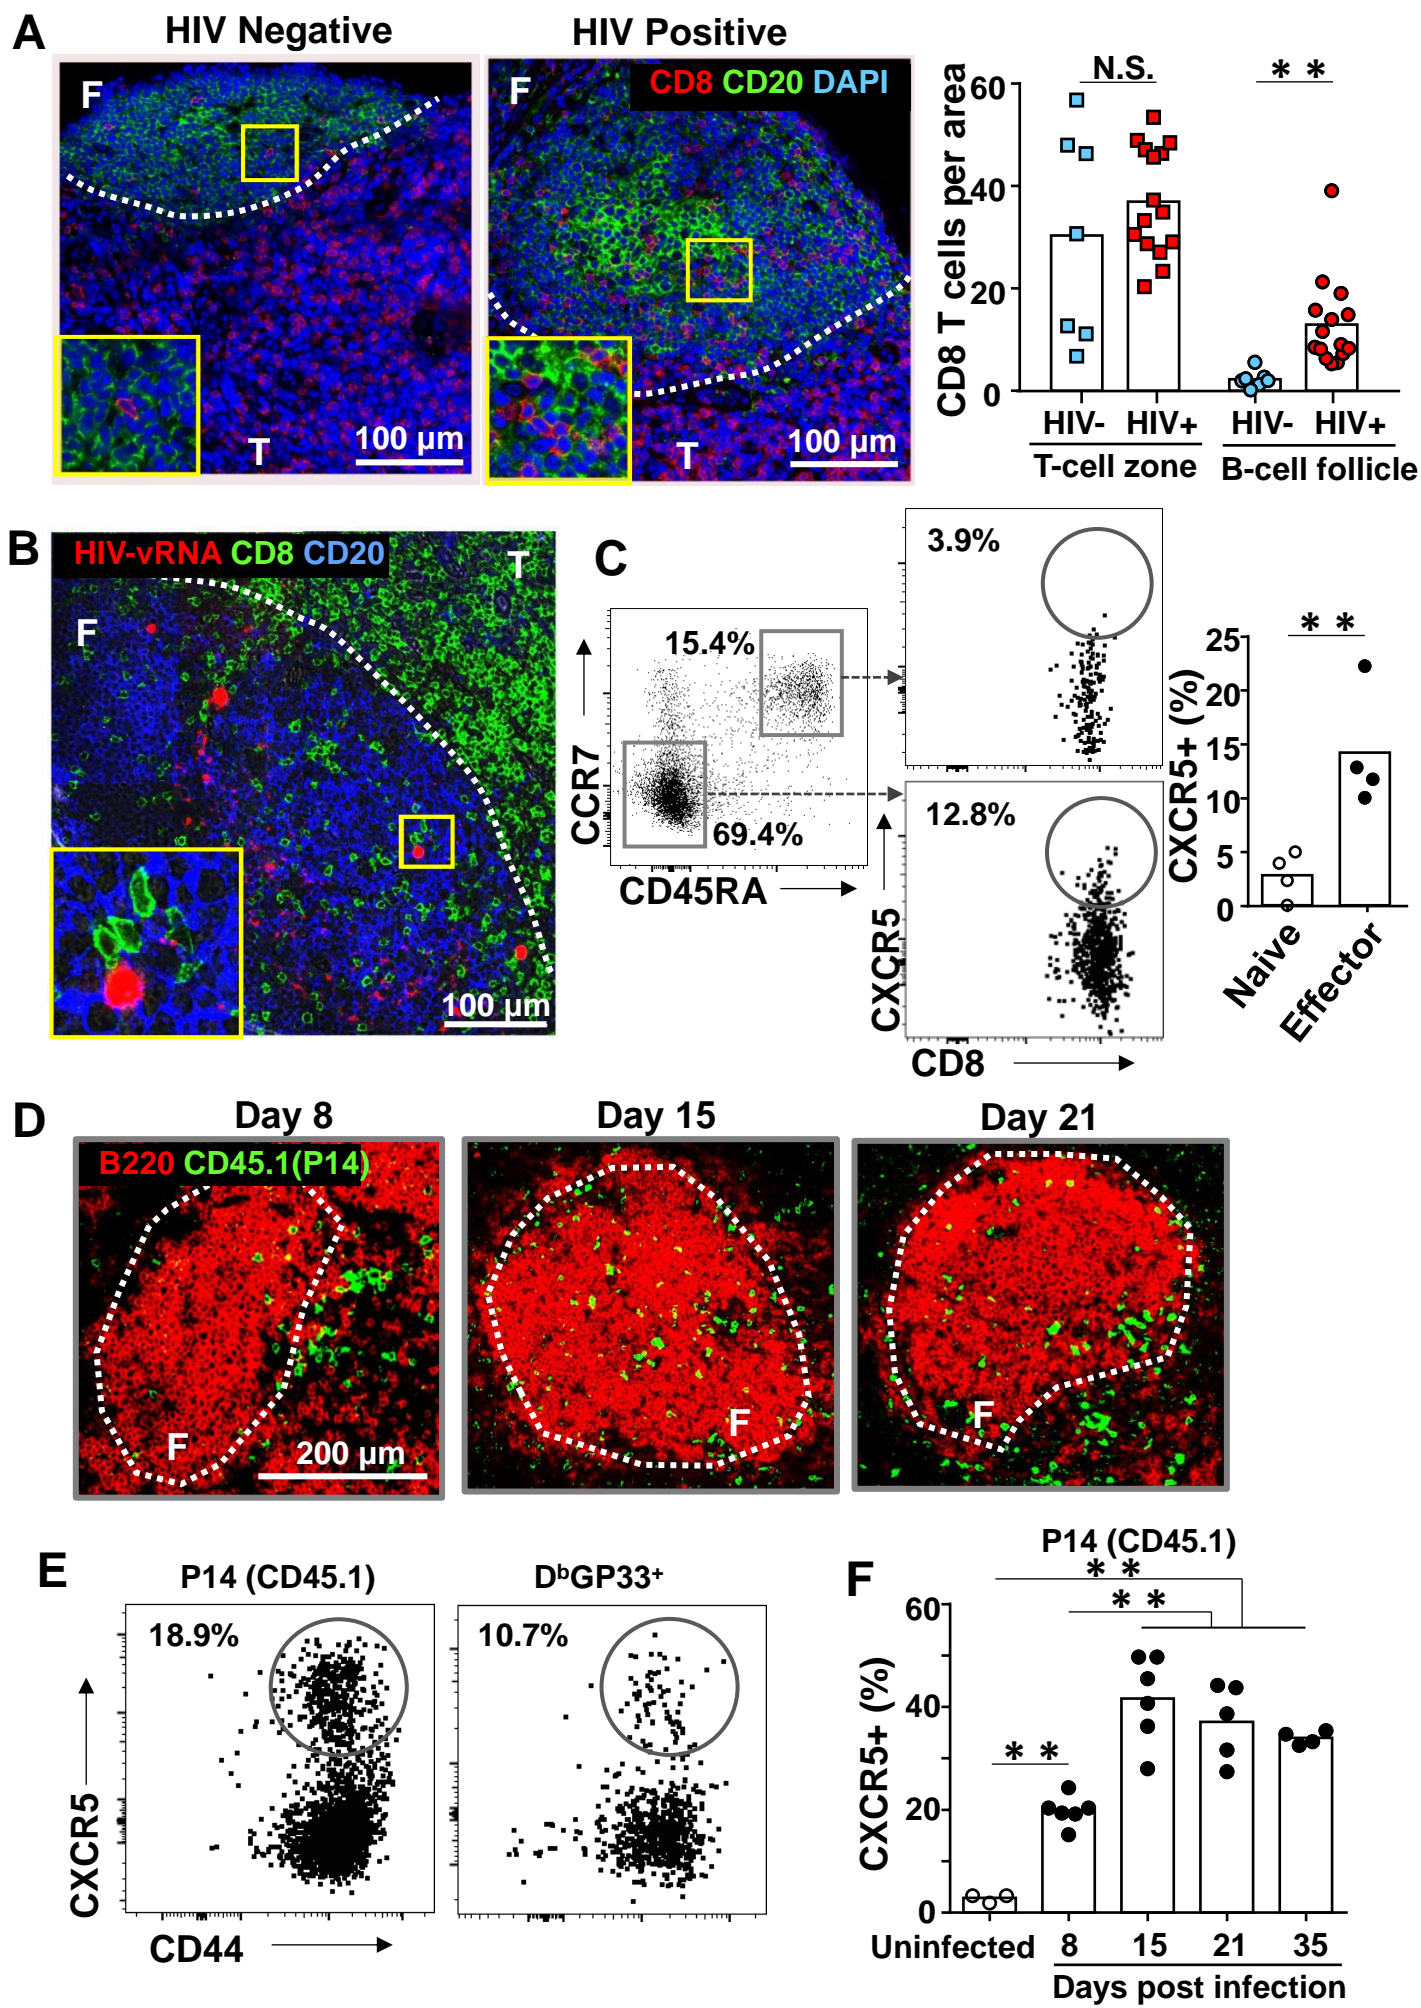 A
HIV Negative
HIV Positive
F
T
100 µm
CD8 CD20 DAPI
F
T
100 µm
CD8 T cells per area
60
40
20
0
N.S.
* *
HIV- HIV+ HIV- HIV+
T-cell zone B-cell follicle
B
HIV-vRNA CD8 CD20
T
F
100 µm
C
15.4%
69.4%
CCR7
CD45RA
3.9%
12.8%
CXCR5
CD8
CXCR5+ (%)
25
20
15
10
5
0
* *
Naive
Effector
D
Day 8
Day 15
Day 21
B220 CD45.1(P14)
F
200 µm
F
F
E
P14 (CD45.1)
DᵇGP33⁺
18.9%
10.7%
CXCR5
CD44
F
P14 (CD45.1)
* *
* *
* *
CXCR5+ (%)
60
40
20
0
Uninfected 8 15 21 35
Days post infection